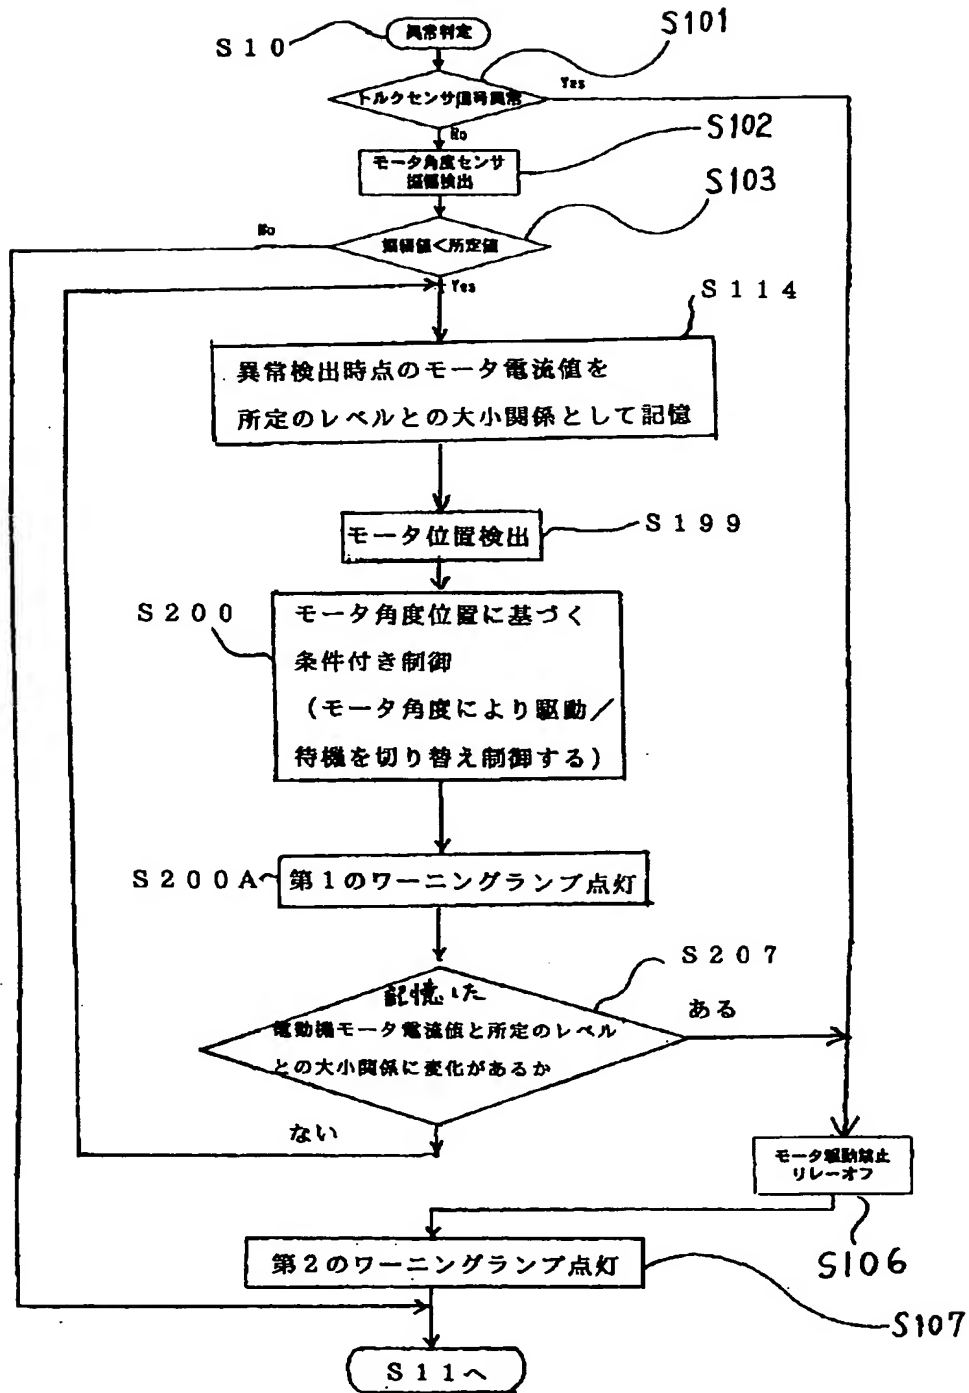 S10
異常判定
S101
トルクセンサ信号異常
Yes
No
S102
モータ角度センサ
振幅検出
S103
振幅値<所定値
No
Yes
S114
異常検出時点のモータ電流値を
所定のレベルとの大小関係として記憶
S199
モータ位置検出
S200
モータ角度位置に基づく
条件付き制御
(モータ角度により駆動/
待機を切り替え制御する)
S200A
第1のワーニングランプ点灯
S207
記憶した
電動機モータ電流値と所定のレベル
との大小関係に変化があるか
ある
ない
モータ駆動禁止
リレーオフ
S106
第2のワーニングランプ点灯
S107
S11へ